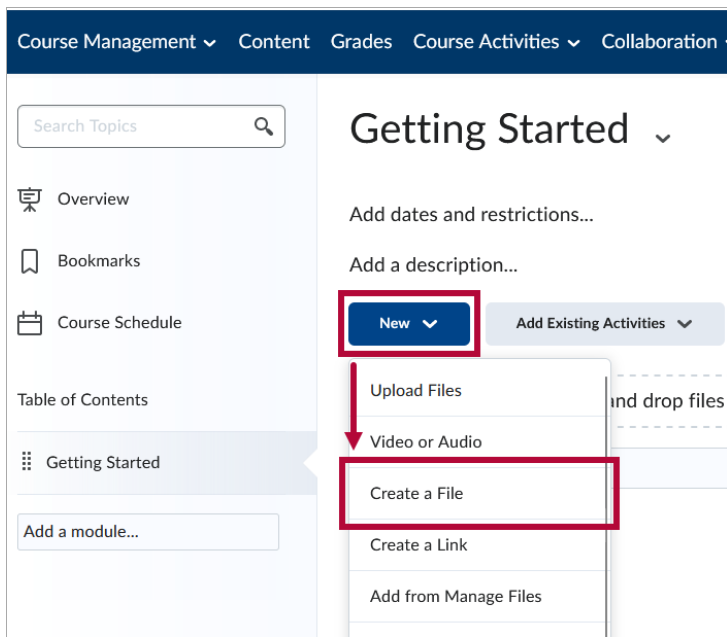 Course Management Content Grades Course Activities Collaboration
Search Topics
Getting Started
Overview
Add dates and restrictions...
Bookmarks
Add a description...
Course Schedule
New
Add Existing Activities
Table of Contents
Upload Files
and drop files
Video or Audio
Getting Started
Create a File
Add a module...
Create a Link
Add from Manage Files